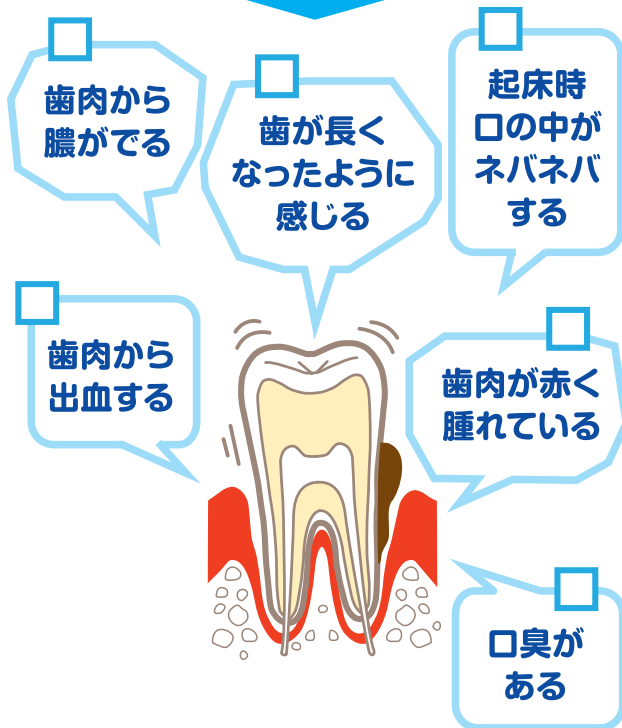 歯肉から
膿がでる
歯が長く
なったように
感じる
起床時
口の中が
ネバネバ
する
歯肉から
出血する
歯肉が赤く
腫れている
口臭が
ある